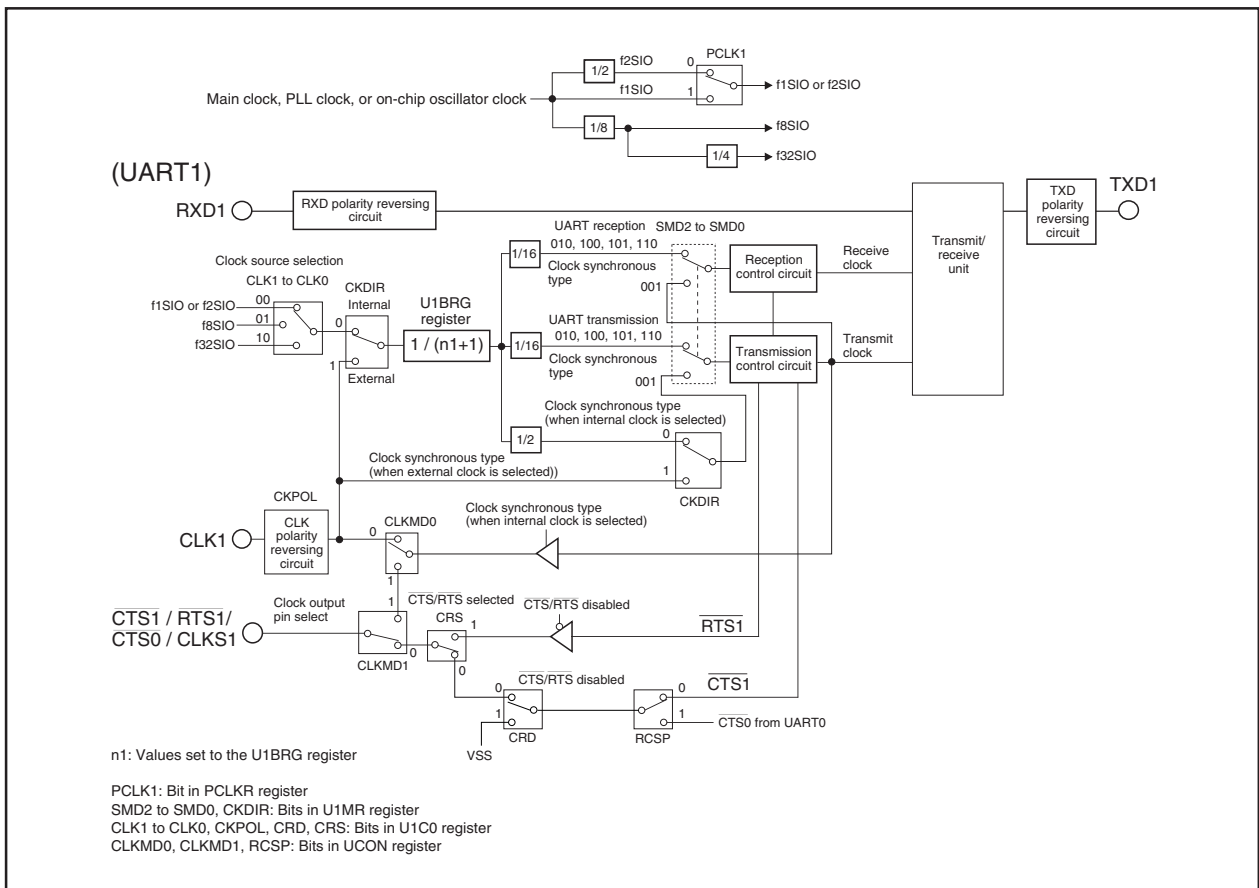 PCLK1
f2SIO
0
1/2
f1SIO or f2SIO
f1SIO
1
Main clock, PLL clock, or on-chip oscillator clock
1/8
f8SIO
1/4
f32SIO
(UART1)
RXD1
RXD polarity reversing
circuit
TXD
polarity
reversing
circuit
TXD1
Transmit/
receive
unit
UART reception
SMD2 to SMD0
010, 100, 101, 110
1/16
Clock synchronous
type
001
Reception
control circuit
Receive
clock
Clock source selection
CLK1 to CLK0
f1SIO or f2SIO
00
f8SIO
01
f32SIO
10
CKDIR
Internal
0
1
External
U1BRG
register
1 / (n1+1)
UART transmission
010, 100, 101, 110
1/16
Clock synchronous
type
001
Transmission
control circuit
Transmit
clock
Clock synchronous type
(when internal clock is selected)
1/2
0
Clock synchronous type
(when external clock is selected))
1
CKDIR
CKPOL
CLK1
CLK
polarity
reversing
circuit
CLKMD0
0
1
Clock synchronous type
(when internal clock is selected)
CTS1 / RTS1/
CTS0 / CLKS1
Clock output
pin select
1
0
CLKMD1
CTS/RTS selected
CRS
1
0
CTS/RTS disabled
RTS1
CTS/RTS disabled
0
1
VSS
CRD
0
CTS1
1
CTS0 from UART0
RCSP
n1: Values set to the U1BRG register
PCLK1: Bit in PCLKR register
SMD2 to SMD0, CKDIR: Bits in U1MR register
CLK1 to CLK0, CKPOL, CRD, CRS: Bits in U1C0 register
CLKMD0, CLKMD1, RCSP: Bits in UCON register